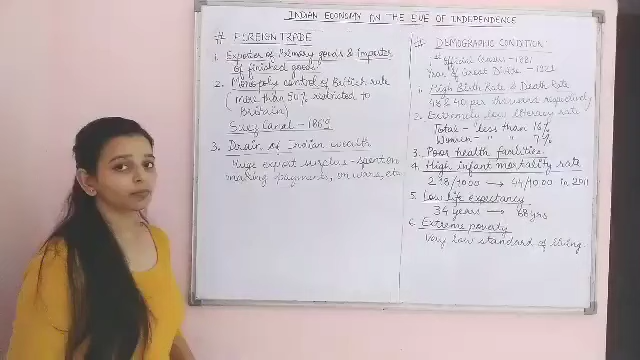 INDIAN ECONOMY ON THE EVE OF INDEPENDENCE
# FOREIGN TRADE
1. Exporter of Primary goods & Importer
of finished goods
2. Monopoly control of British rule
(more than 50% restricted to
Britain)
Suez Canal - 1869
3. Drain of Indian wealth
Huge export surplus - spent on
making payments, on wars, etc
# DEMOGRAPHIC CONDITION
1st official Census - 1881
Year of Great Divide - 1921
1. High Birth Rate & Death Rate
48 & 40 per thousand respectively
2. Extremely less literacy rate
Total - less than 16%
Women - " " 7%
3. Poor health facilities
4. High infant mortality rate
218/1000 → 44/1000 in 2011
5. Low life expectancy
34 years → 68 yrs
6. Extreme poverty
Very low standard of living